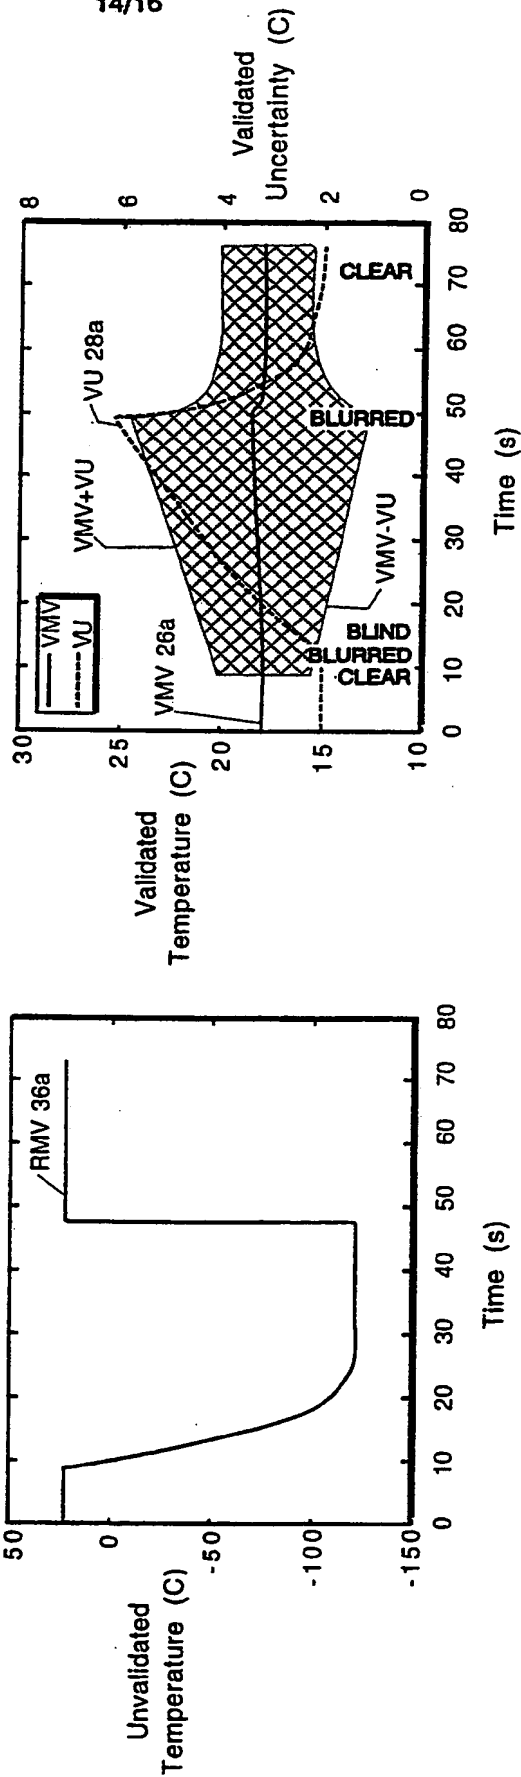 14/16
Unvalidated
Temperature (C)
50
0
-50
-100
-150
RMV 36a
0 10 20 30 40 50 60 70 80
Time (s)
Validated
Temperature (C)
30
25
20
15
10
VMV
VU
VMV 26a
VMV+VU
VU 28a
BLIND
BLURRED
CLEAR
VMV-VU
BLURRED
CLEAR
0 10 20 30 40 50 60 70 80
Time (s)
8
6
4
2
0
Validated
Uncertainty (C)